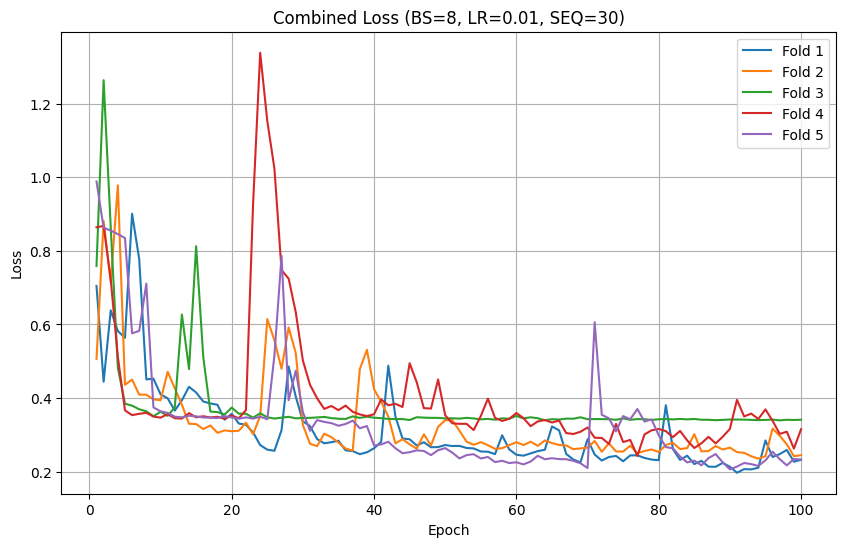 Combined Loss (BS=8, LR=0.01, SEQ=30)
Fold 1
Fold 2
Fold 3
Fold 4
Fold 5
Loss
1.2
1.0
0.8
0.6
0.4
0.2
0 20 40 60 80 100
Epoch